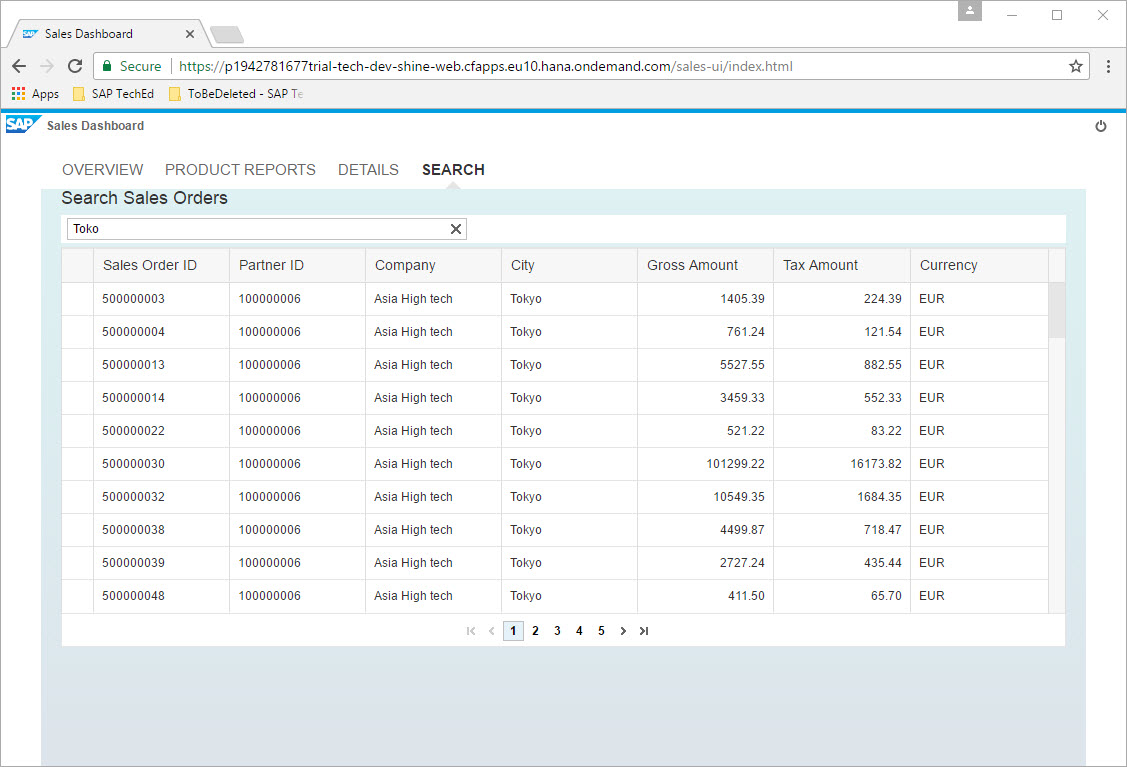 Sales Dashboard
Secure https://p1942781677trial-tech-dev-shine-web.cfapps.eu10.hana.ondemand.com/sales-ui/index.html
Apps SAP TechEd ToBeDeleted - SAP Te
SAP Sales Dashboard
OVERVIEW PRODUCT REPORTS DETAILS SEARCH
Search Sales Orders
Toko
Sales Order ID Partner ID Company City Gross Amount Tax Amount Currency
500000003 100000006 Asia High tech Tokyo 1405.39 224.39 EUR
500000004 100000006 Asia High tech Tokyo 761.24 121.54 EUR
500000013 100000006 Asia High tech Tokyo 5527.55 882.55 EUR
500000014 100000006 Asia High tech Tokyo 3459.33 552.33 EUR
500000022 100000006 Asia High tech Tokyo 521.22 83.22 EUR
500000030 100000006 Asia High tech Tokyo 101299.22 16173.82 EUR
500000032 100000006 Asia High tech Tokyo 10549.35 1684.35 EUR
500000038 100000006 Asia High tech Tokyo 4499.87 718.47 EUR
500000039 100000006 Asia High tech Tokyo 2727.24 435.44 EUR
500000048 100000006 Asia High tech Tokyo 411.50 65.70 EUR
1 2 3 4 5